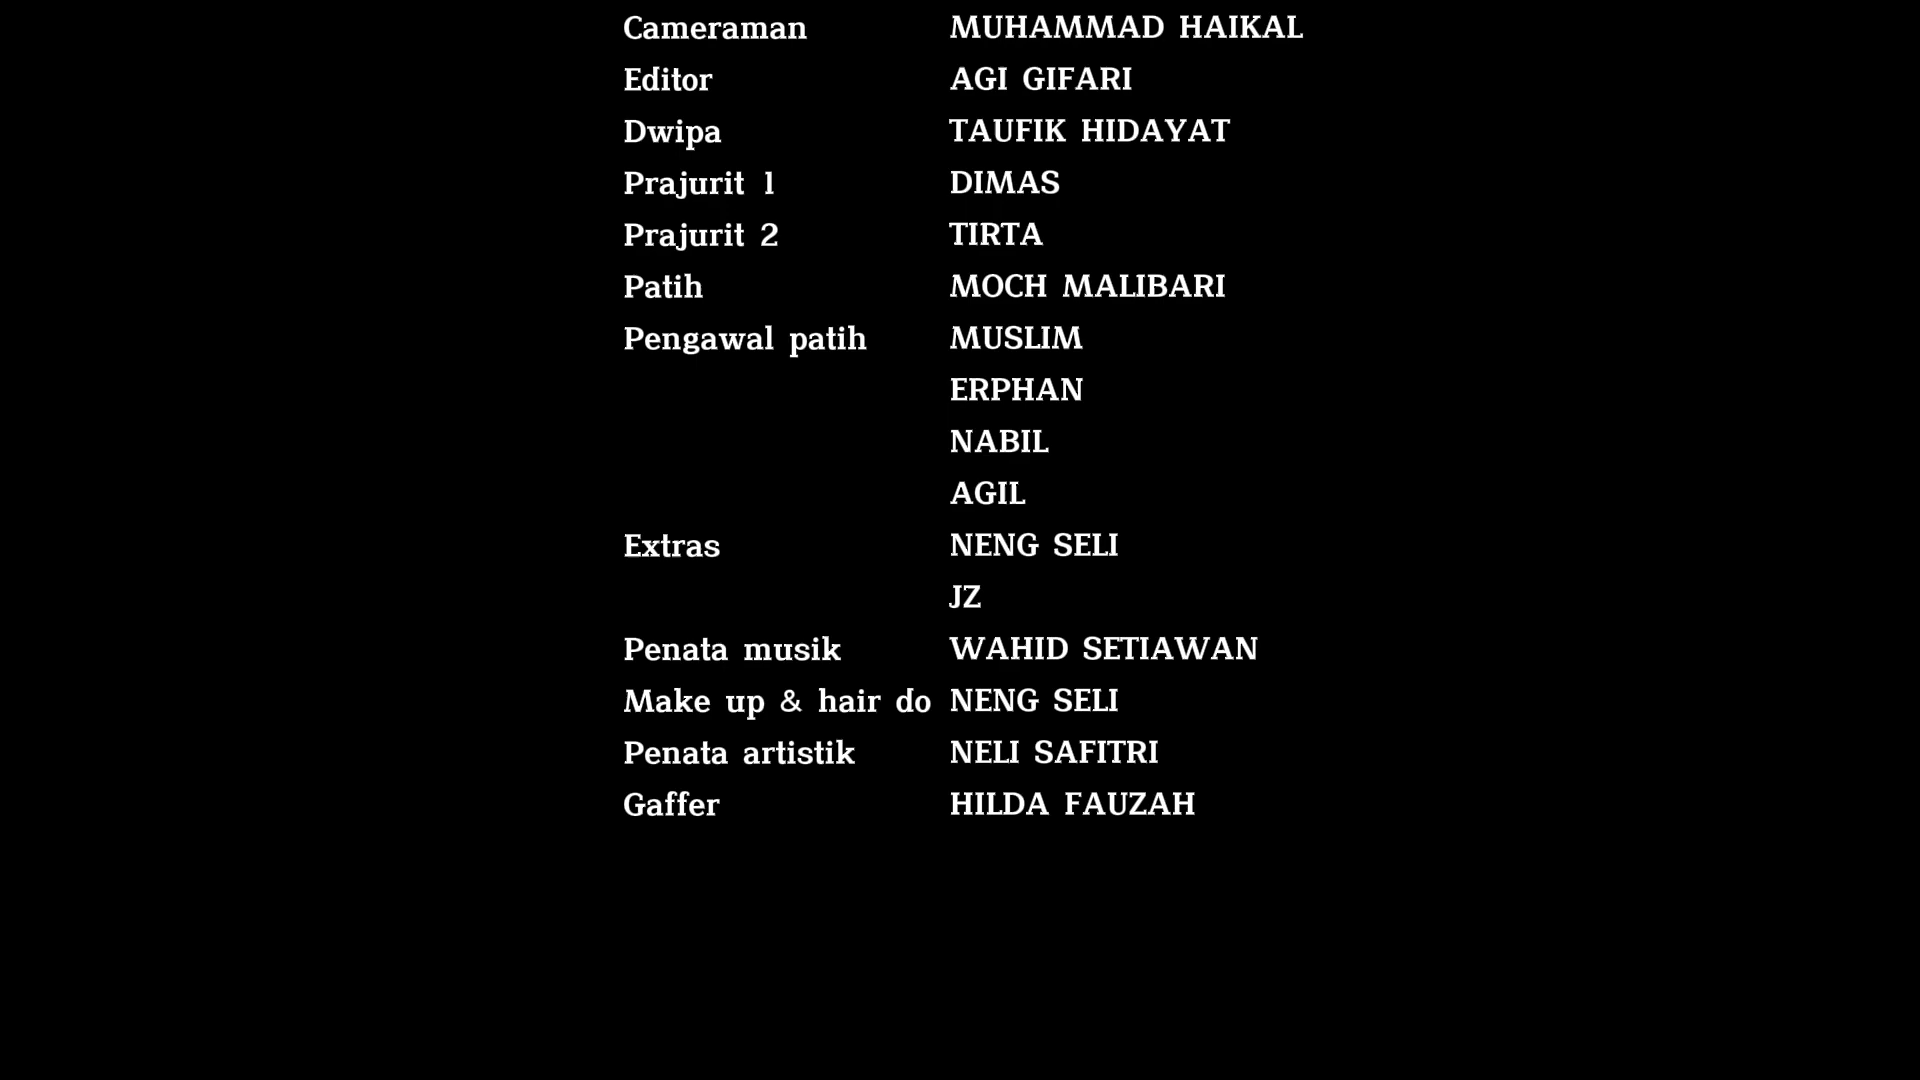 Cameraman MUHAMMAD HAIKAL
Editor AGI GIFARI
Dwipa TAUFIK HIDAYAT
Prajurit 1 DIMAS
Prajurit 2 TIRTA
Patih MOCH MALIBARI
Pengawal patih MUSLIM
ERPHAN
NABIL
AGIL
Extras NENG SELI
JZ
Penata musik WAHID SETIAWAN
Make up & hair do NENG SELI
Penata artistik NELI SAFITRI
Gaffer HILDA FAUZAH